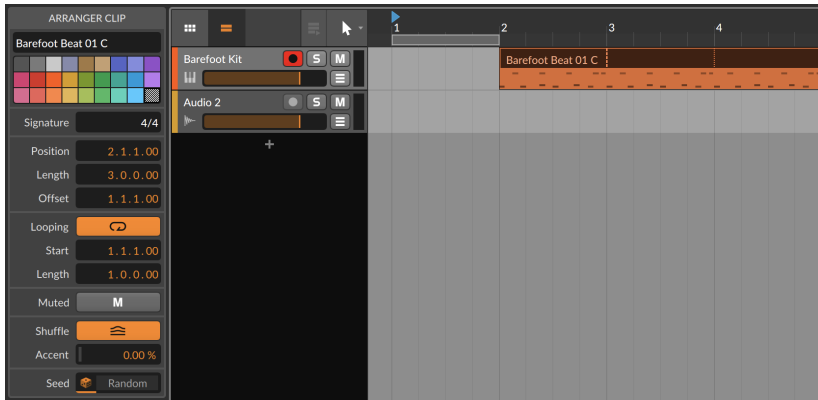 ARRANGER CLIP
Barefoot Beat 01 C
Signature 4/4
Position 2.1.1.00
Length 3.0.0.00
Offset 1.1.1.00
Looping
Start 1.1.1.00
Length 1.0.0.00
Muted M
Shuffle
Accent 0.00 %
Seed Random
1 2 3 4
Barefoot Kit S M
Audio 2 S M
+
Barefoot Beat 01 C